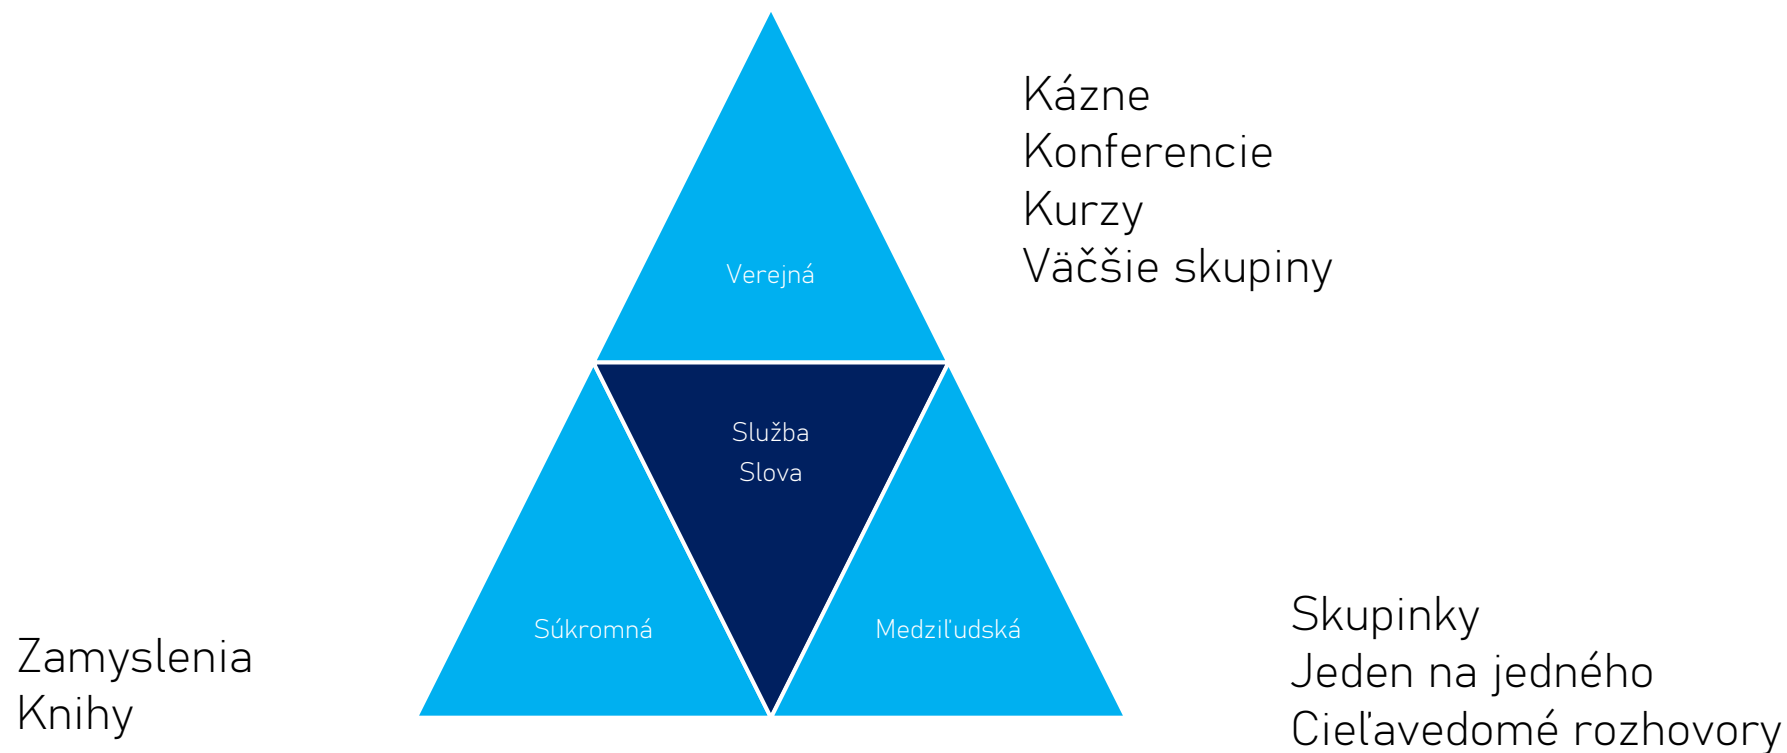 Kázne
Konferencie
Kurzy
Väčšie skupiny
Verejná
Služba
Slova
Súkromná
Medziľudská
Zamyslenia
Knihy
Skupinky
Jeden na jedného
Cieľavedomé rozhovory